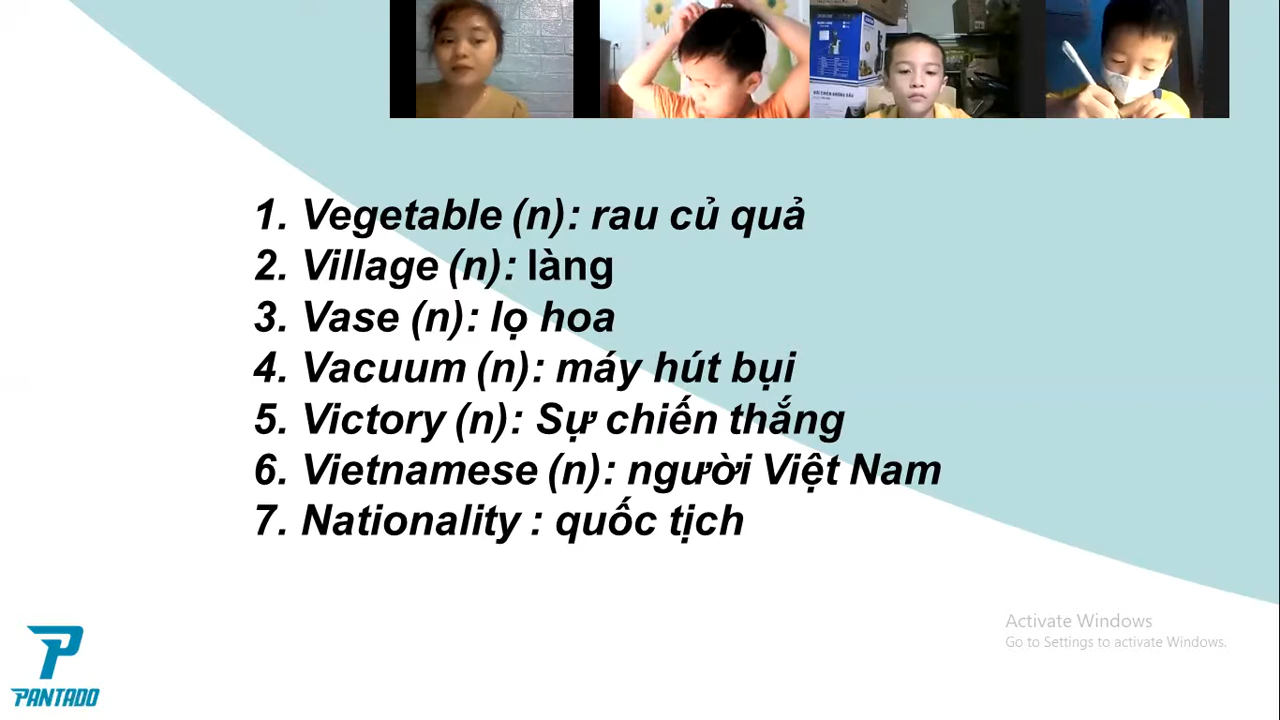 1. Vegetable (n): rau củ quả
2. Village (n): làng
3. Vase (n): lọ hoa
4. Vacuum (n): máy hút bụi
5. Victory (n): Sự chiến thắng
6. Vietnamese (n): người Việt Nam
7. Nationality : quốc tịch
Activate Windows
Go to Settings to activate Windows.
PANTADO